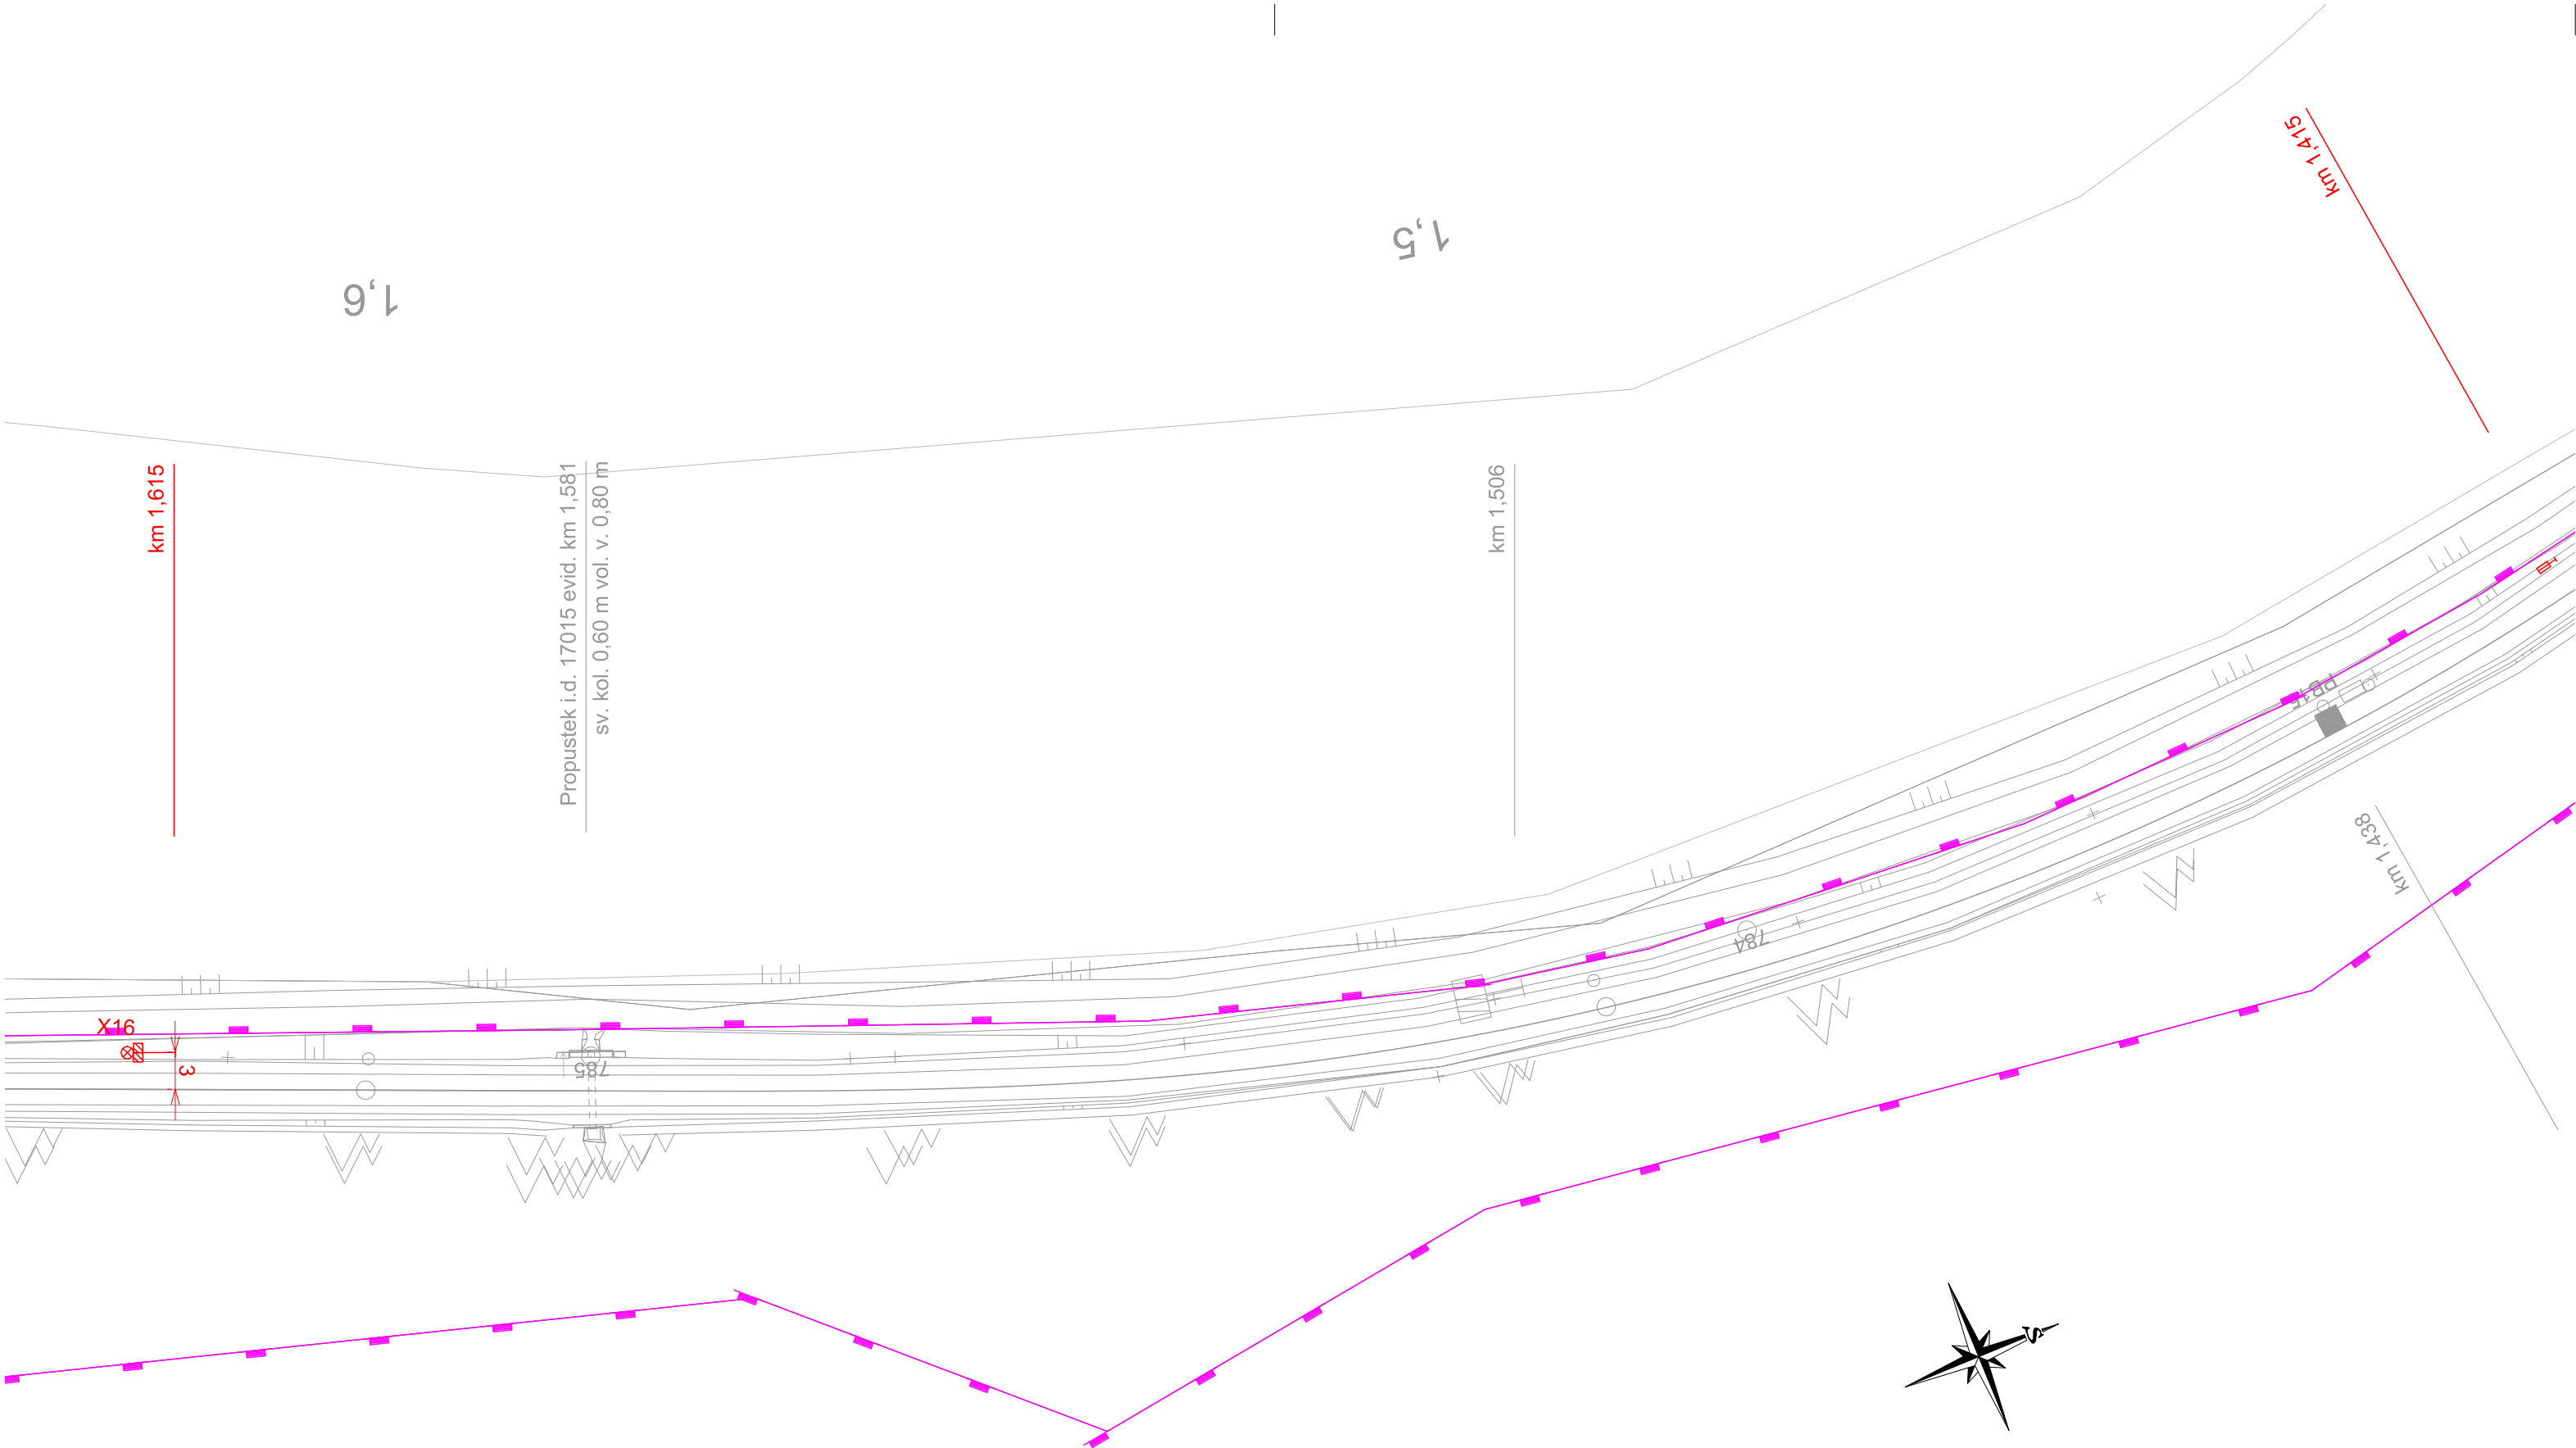 1,6
1,5
km 1,415
km 1,615
Propustek i.d. 17015 evid. km 1,581
sv. kol. 0,60 m vol. v. 0,80 m
km 1,506
784
km 1,438
X16
3
785
S